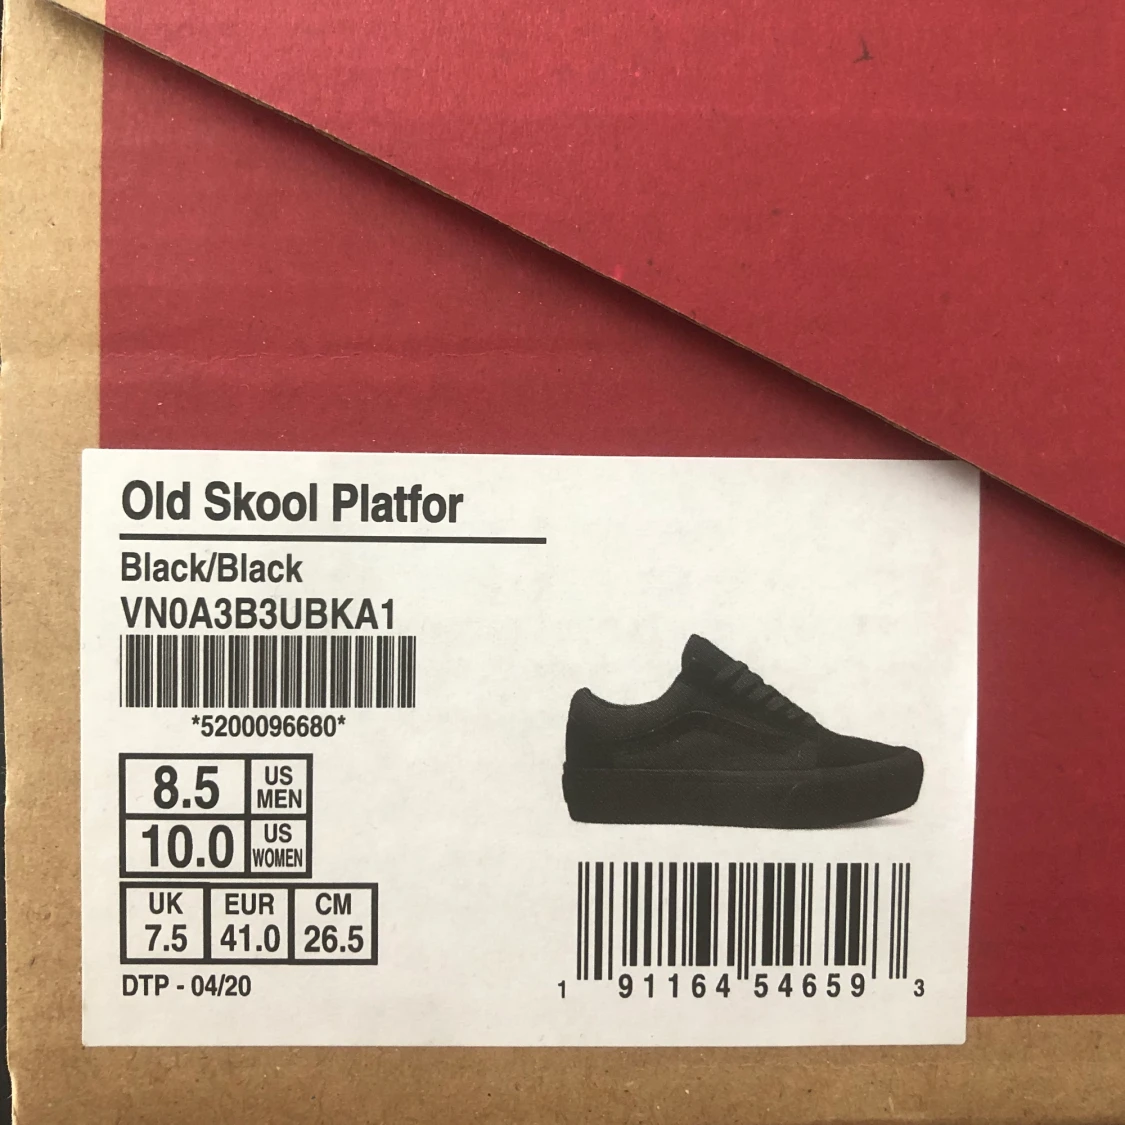 Old Skool Platfor
Black/Black
VN0A3B3UBKA1
*5200096680*
8.5 US MEN
10.0 US WOMEN
UK EUR CM
7.5 41.0 26.5
DTP - 04/20
1 91164 54659 3